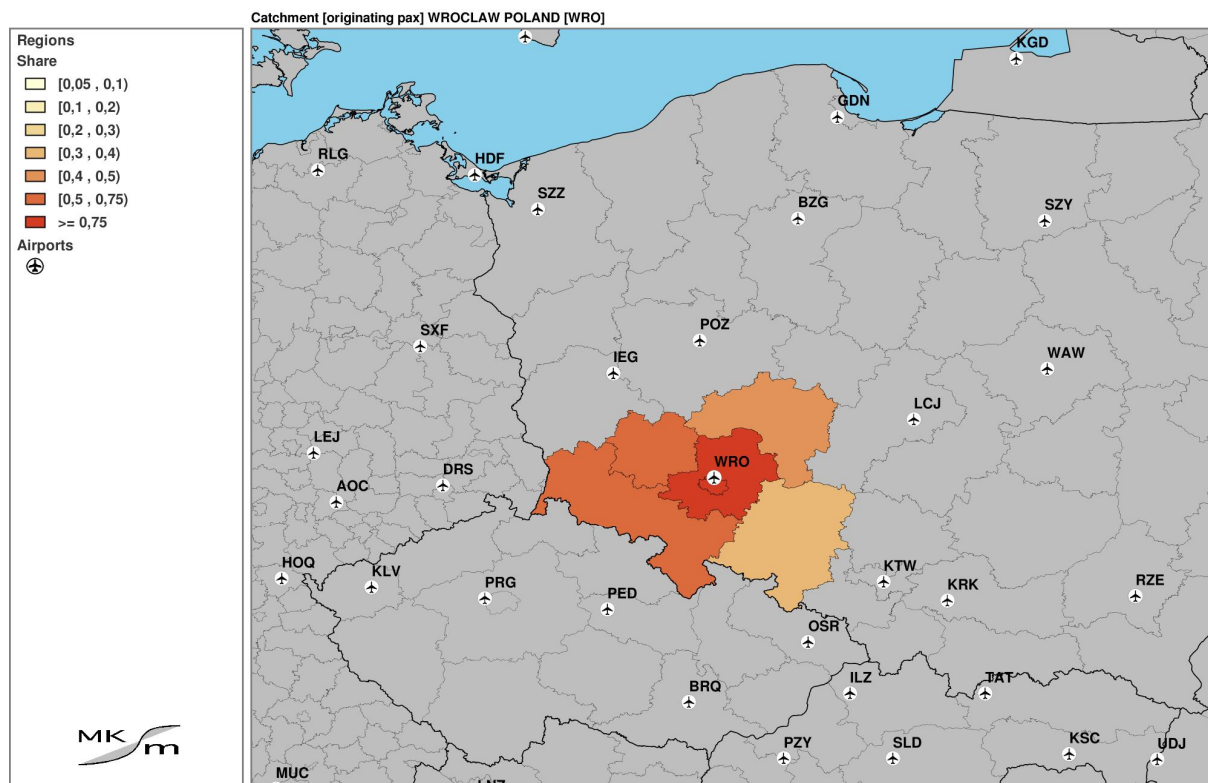 Catchment [originating pax] WROCLAW POLAND [WRO]
Regions
Share
[0,05 , 0,1)
[0,1 , 0,2)
[0,2 , 0,3)
[0,3 , 0,4)
[0,4 , 0,5)
[0,5 , 0,75)
>= 0,75
Airports
MK
m
KGD
GDN
RLG
HDF
SZZ
BZG
SZY
SXF
POZ
IEG
WAW
LCJ
LEJ
DRS
WRO
AOC
HOQ
KLV
PRG
PED
KTW
KRK
RZE
OSR
BRQ
ILZ
TAT
PZY
SLD
KSC
UDJ
MUC
LNZ